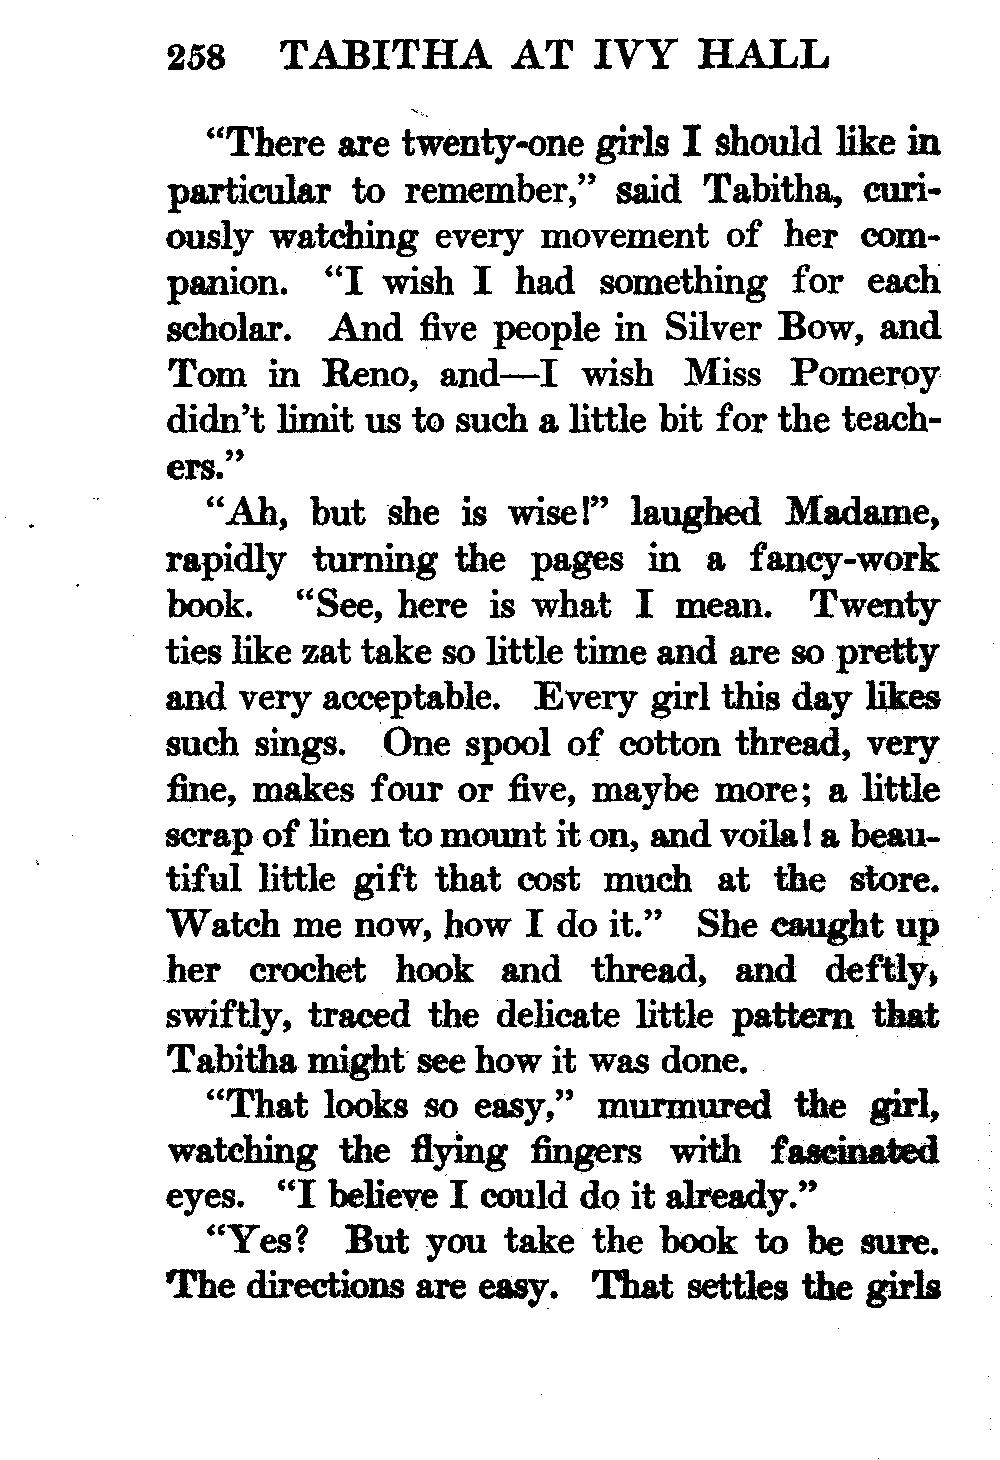 258 TABITHA AT IVY HALL
“There are twenty-one girls I should like in
particular to remember,” said Tabitha, curi-
ously watching every movement of her com-
panion. “I wish I had something for each
scholar. And five people in Silver Bow, and
Tom in Reno, and—I wish Miss Pomeroy
didn’t limit us to such a little bit for the teach-
ers.”
“Ah, but she is wise!” laughed Madame,
rapidly turning the pages in a fancy-work
book. “See, here is what I mean. Twenty
ties like zat take so little time and are so pretty
and very acceptable. Every girl this day likes
such sings. One spool of cotton thread, very
fine, makes four or five, maybe more; a little
scrap of linen to mount it on, and voila! a beau-
tiful little gift that cost much at the store.
Watch me now, how I do it.” She caught up
her crochet hook and thread, and deftly,
swiftly, traced the delicate little pattern that
Tabitha might see how it was done.
“That looks so easy,” murmured the girl,
watching the flying fingers with fascinated
eyes. “I believe I could do it already.”
“Yes? But you take the book to be sure.
The directions are easy. That settles the girls